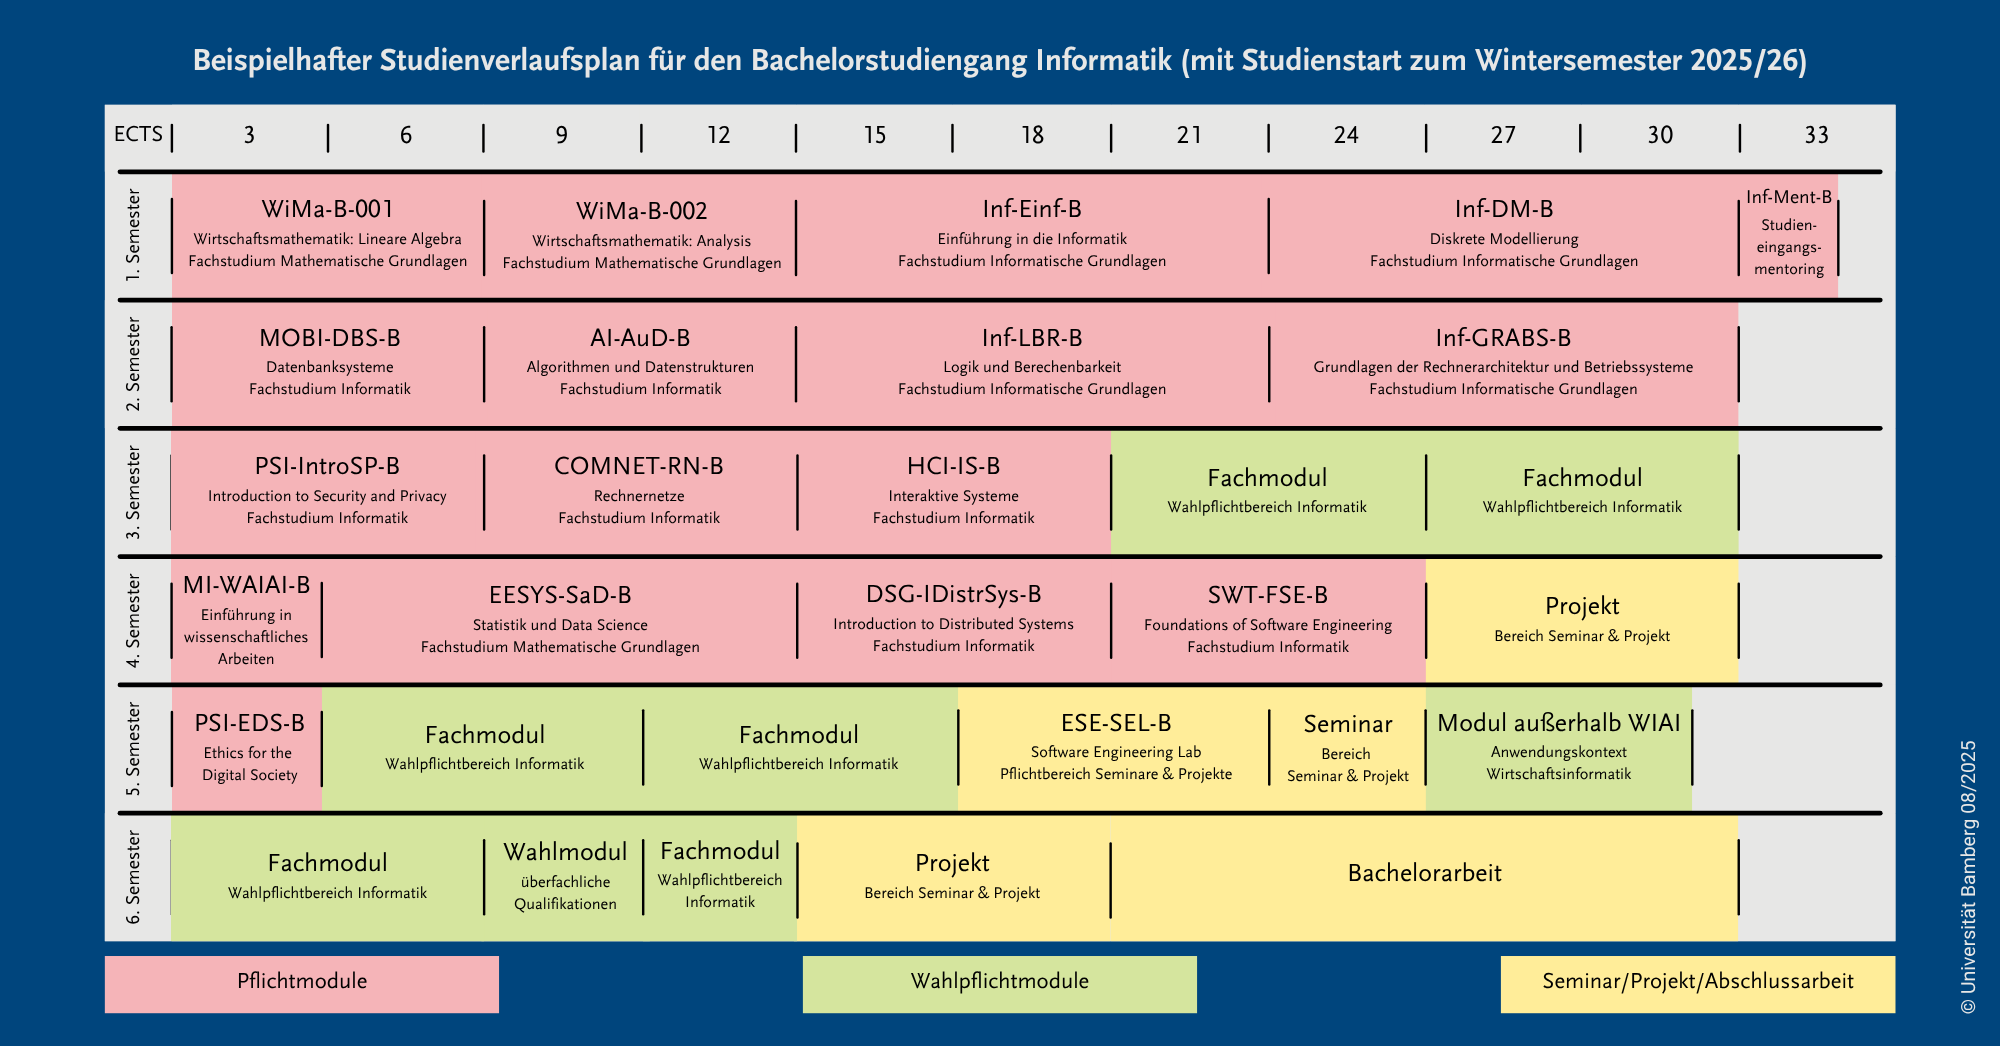 Beispielhafter Studienverlaufsplan für den Bachelorstudiengang Informatik (mit Studienstart zum Wintersemester 2025/26)
ECTS 3 6 9 12 15 18 21 24 27 30 33
1. Semester
WiMa-B-001
Wirtschaftsmathematik: Lineare Algebra
Fachstudium Mathematische Grundlagen
WiMa-B-002
Wirtschaftsmathematik: Analysis
Fachstudium Mathematische Grundlagen
Inf-Einf-B
Einführung in die Informatik
Fachstudium Informatische Grundlagen
Inf-DM-B
Diskrete Modellierung
Fachstudium Informatische Grundlagen
Inf-Ment-B
Studien-
eingangs-
mentoring
2. Semester
MOBI-DBS-B
Datenbanksysteme
Fachstudium Informatik
AI-AuD-B
Algorithmen und Datenstrukturen
Fachstudium Informatik
Inf-LBR-B
Logik und Berechenbarkeit
Fachstudium Informatische Grundlagen
Inf-GRABS-B
Grundlagen der Rechnerarchitektur und Betriebssysteme
Fachstudium Informatische Grundlagen
3. Semester
PSI-IntroSP-B
Introduction to Security and Privacy
Fachstudium Informatik
COMNET-RN-B
Rechnernetze
Fachstudium Informatik
HCI-IS-B
Interaktive Systeme
Fachstudium Informatik
Fachmodul
Wahlpflichtbereich Informatik
Fachmodul
Wahlpflichtbereich Informatik
4. Semester
MI-WAIAI-B
Einführung in
wissenschaftliches
Arbeiten
EESYS-SaD-B
Statistik und Data Science
Fachstudium Mathematische Grundlagen
DSG-IDistrSys-B
Introduction to Distributed Systems
Fachstudium Informatik
SWT-FSE-B
Foundations of Software Engineering
Fachstudium Informatik
Projekt
Bereich Seminar & Projekt
5. Semester
PSI-EDS-B
Ethics for the
Digital Society
Fachmodul
Wahlpflichtbereich Informatik
Fachmodul
Wahlpflichtbereich Informatik
ESE-SEL-B
Software Engineering Lab
Pflichtbereich Seminare & Projekte
Seminar
Bereich
Seminar & Projekt
Modul außerhalb WIAI
Anwendungskontext
Wirtschaftsinformatik
6. Semester
Fachmodul
Wahlpflichtbereich Informatik
Wahlmodul
überfachliche
Qualifikationen
Fachmodul
Wahlpflichtbereich
Informatik
Projekt
Bereich Seminar & Projekt
Bachelorarbeit
Pflichtmodule
Wahlpflichtmodule
Seminar/Projekt/Abschlussarbeit
© Universität Bamberg 08/2025